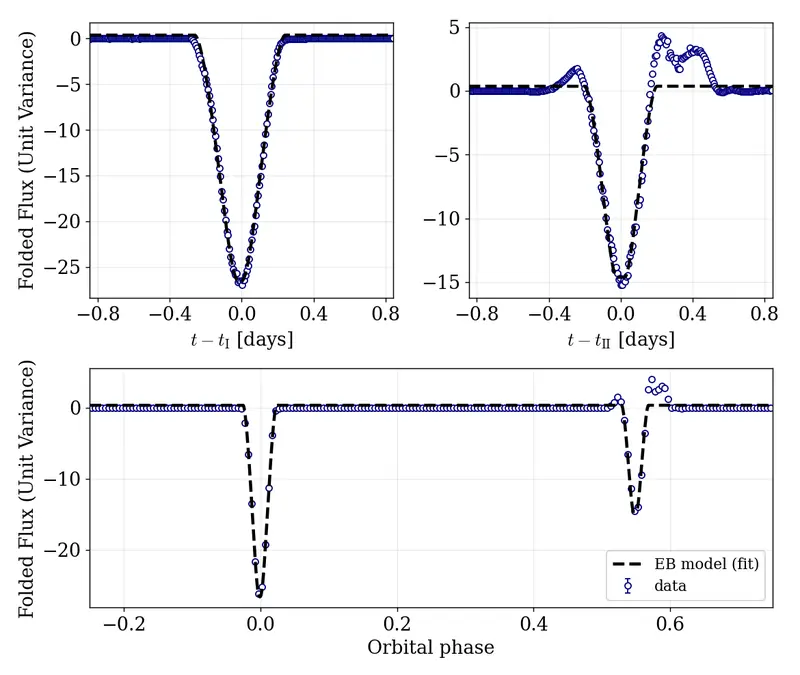 Folded Flux (Unit Variance)
0
−5
−10
−15
−20
−25
−0.8 −0.4 0.0 0.4 0.8
t − tI [days]
5
0
−5
−10
−15
−0.8 −0.4 0.0 0.4 0.8
t − tII [days]
Folded Flux (Unit Variance)
0
−10
−20
EB model (fit)
data
−0.2 0.0 0.2 0.4 0.6
Orbital phase